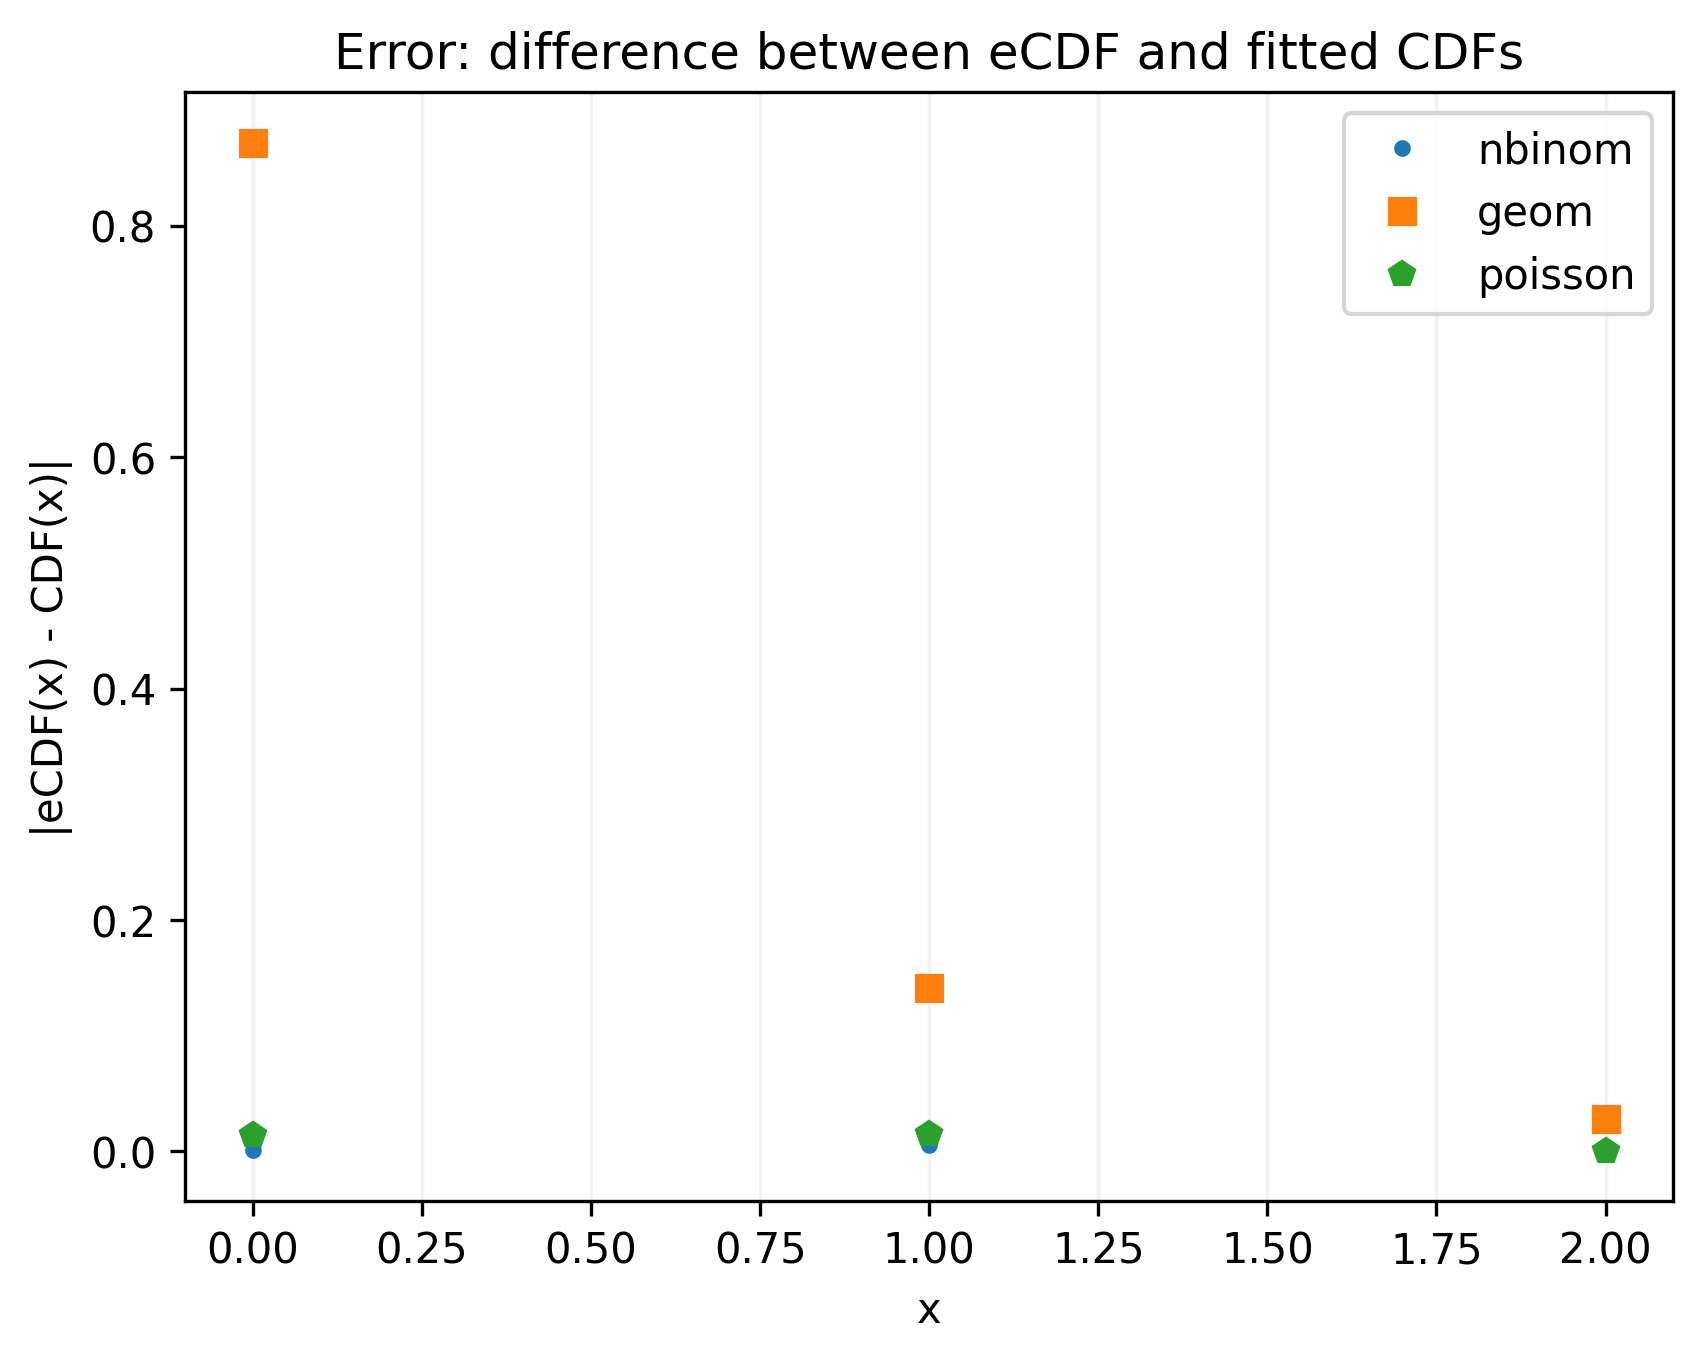 Error: difference between eCDF and fitted CDFs
nbinom
geom
poisson
|eCDF(x) - CDF(x)|
0.8
0.6
0.4
0.2
0.0
0.00 0.25 0.50 0.75 1.00 1.25 1.50 1.75 2.00
x